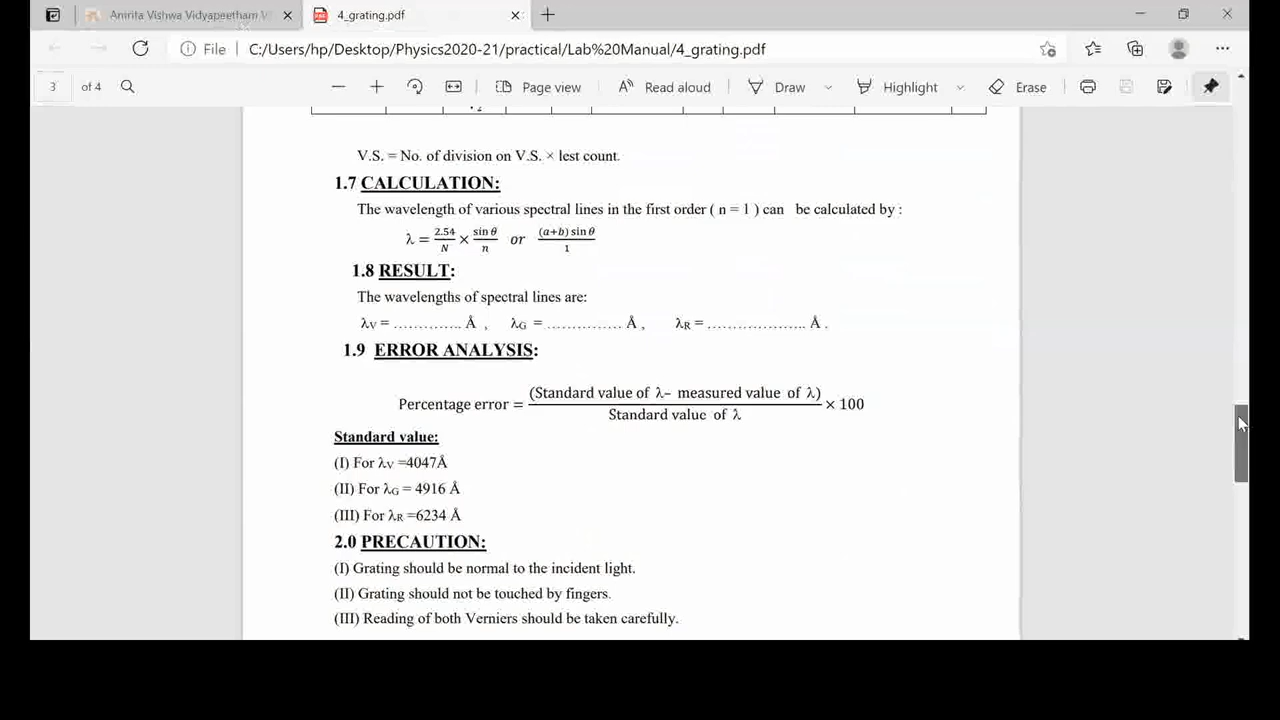 Amrita Vishwa Vidyapeetham
4_grating.pdf
File
C:/Users/hp/Desktop/Physics2020-21/practical/Lab%20Manual/4_grating.pdf
3 of 4
Page view
Read aloud
Draw
Highlight
Erase
V.S. = No. of division on V.S. × lest count.
1.7 CALCULATION:
The wavelength of various spectral lines in the first order ( n = 1 ) can be calculated by :
λ = 2.54/N × sin θ/n or (a+b) sin θ/1
1.8 RESULT:
The wavelengths of spectral lines are:
λV = ............. Å , λG = ............... Å , λR = ................... Å .
1.9 ERROR ANALYSIS:
Percentage error = (Standard value of λ− measured value of λ)/Standard value of λ × 100
Standard value:
(I) For λV =4047Å
(II) For λG = 4916 Å
(III) For λR =6234 Å
2.0 PRECAUTION:
(I) Grating should be normal to the incident light.
(II) Grating should not be touched by fingers.
(III) Reading of both Verniers should be taken carefully.